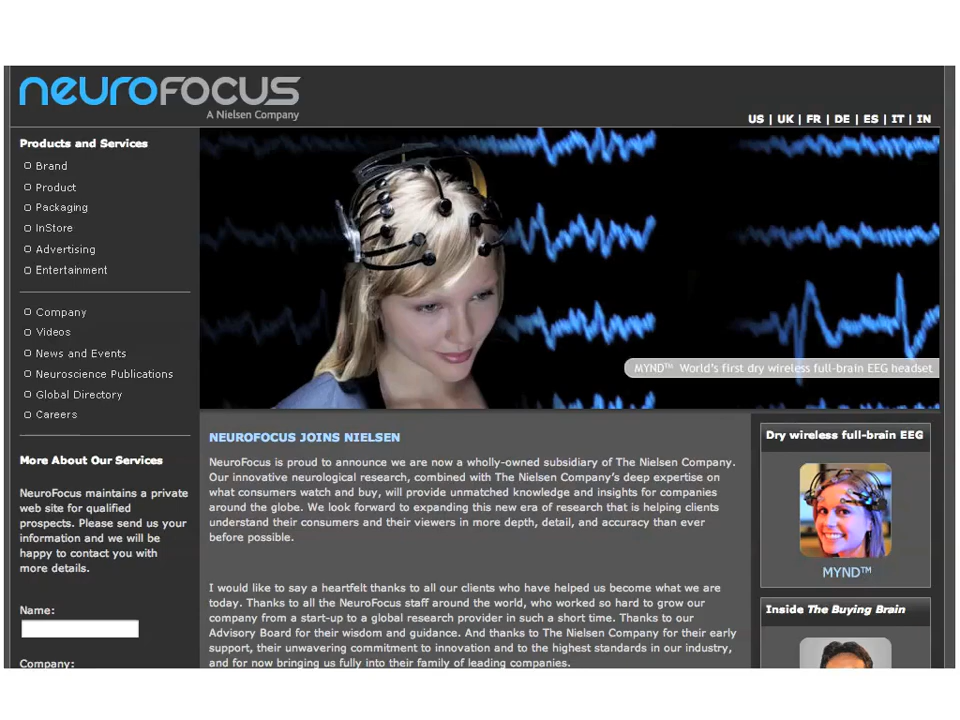 neuroFOCUS
A Nielsen Company
US | UK | FR | DE | ES | IT | IN
Products and Services
Brand
Product
Packaging
InStore
Advertising
Entertainment
Company
Videos
News and Events
Neuroscience Publications
Global Directory
Careers
More About Our Services
NeuroFocus maintains a private
web site for qualified
prospects. Please send us your
information and we will be
happy to contact you with
more details.
Name:
Company:
MYND™ World's first dry wireless full-brain EEG headset
NEUROFOCUS JOINS NIELSEN
NeuroFocus is proud to announce we are now a wholly-owned subsidiary of The Nielsen Company.
Our innovative neurological research, combined with The Nielsen Company's deep expertise on
what consumers watch and buy, will provide unmatched knowledge and insights for companies
around the globe. We look forward to expanding this new era of research that is helping clients
understand their consumers and their viewers in more depth, detail, and accuracy than ever
before possible.
I would like to say a heartfelt thanks to all our clients who have helped us become what we are
today. Thanks to all the NeuroFocus staff around the world, who worked so hard to grow our
company from a start-up to a global research provider in such a short time. Thanks to our
Advisory Board for their wisdom and guidance. And thanks to The Nielsen Company for their early
support, their unwavering commitment to innovation and to the highest standards in our industry,
and for now bringing us fully into their family of leading companies.
Dry wireless full-brain EEG
MYND™
Inside The Buying Brain